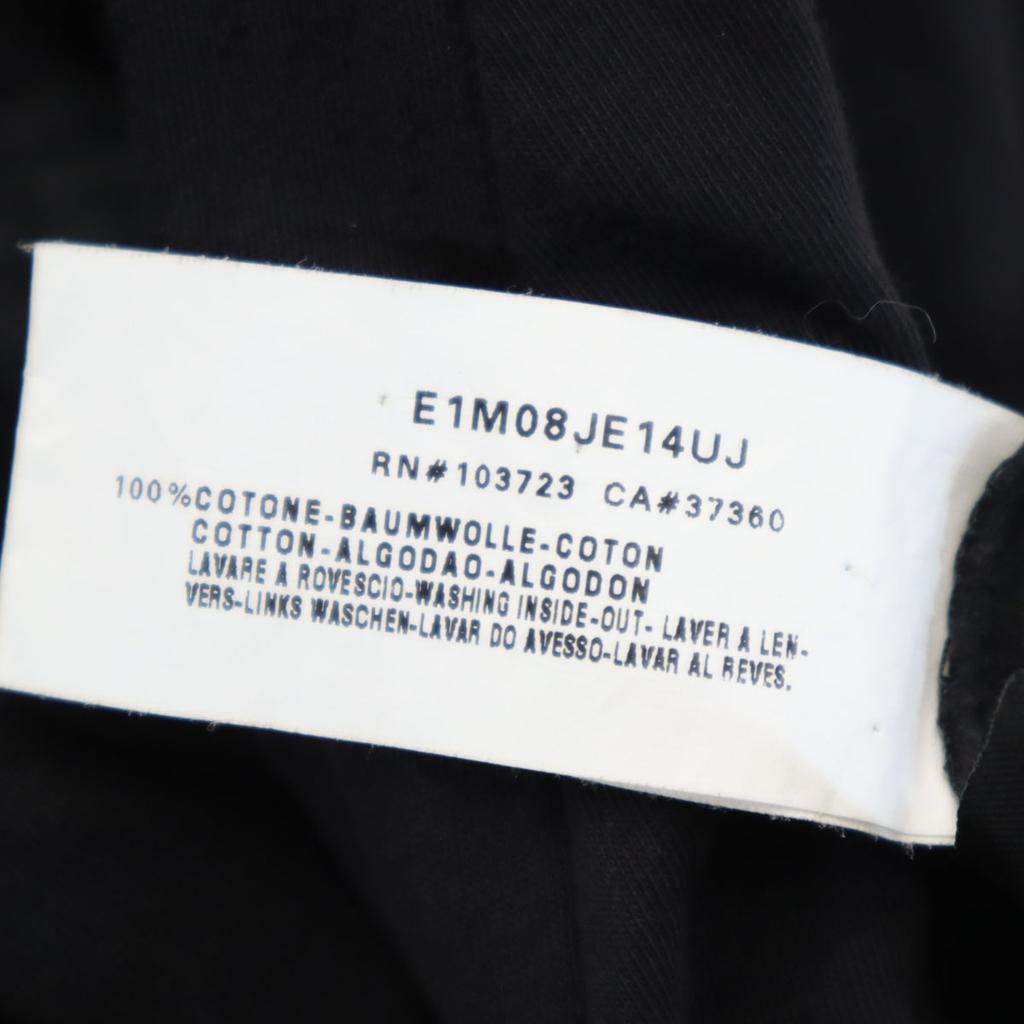 E1M08JE14UJ
RN#103723 CA#37360
100%COTONE-BAUMWOLLE-COTON
COTTON-ALGODAO-ALGODON
LAVARE A ROVESCIO-WASHING INSIDE-OUT- LAVER A LEN-
VERS-LINKS WASCHEN-LAVAR DO AVESSO-LAVAR AL REVES.